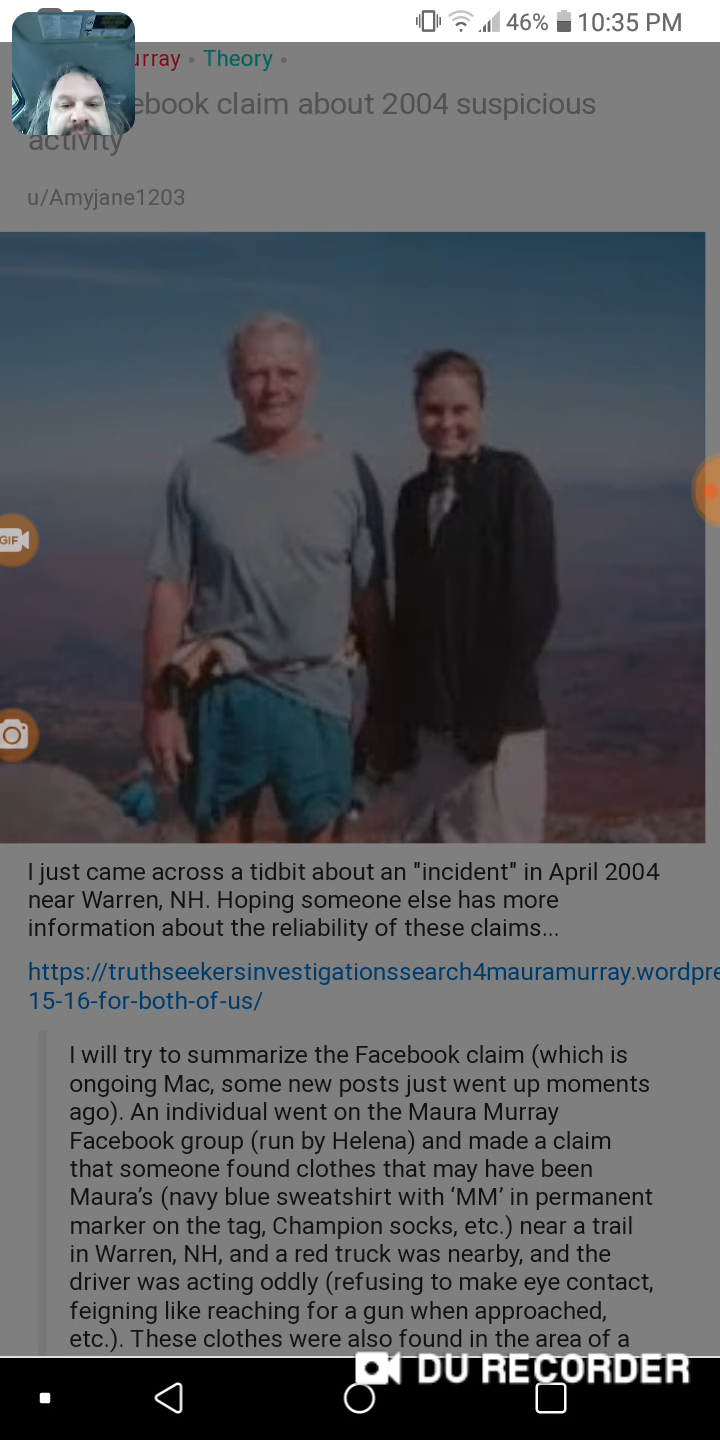 46% 10:35 PM
urray • Theory •
ebook claim about 2004 suspicious
activity
u/Amyjane1203
GIF
I just came across a tidbit about an "incident" in April 2004
near Warren, NH. Hoping someone else has more
information about the reliability of these claims...
https://truthseekersinvestigationssearch4mauramurray.wordpre
15-16-for-both-of-us/
I will try to summarize the Facebook claim (which is
ongoing Mac, some new posts just went up moments
ago). An individual went on the Maura Murray
Facebook group (run by Helena) and made a claim
that someone found clothes that may have been
Maura’s (navy blue sweatshirt with ‘MM’ in permanent
marker on the tag, Champion socks, etc.) near a trail
in Warren, NH, and a red truck was nearby, and the
driver was acting oddly (refusing to make eye contact,
feigning like reaching for a gun when approached,
etc.). These clothes were also found in the area of a
DU RECORDER